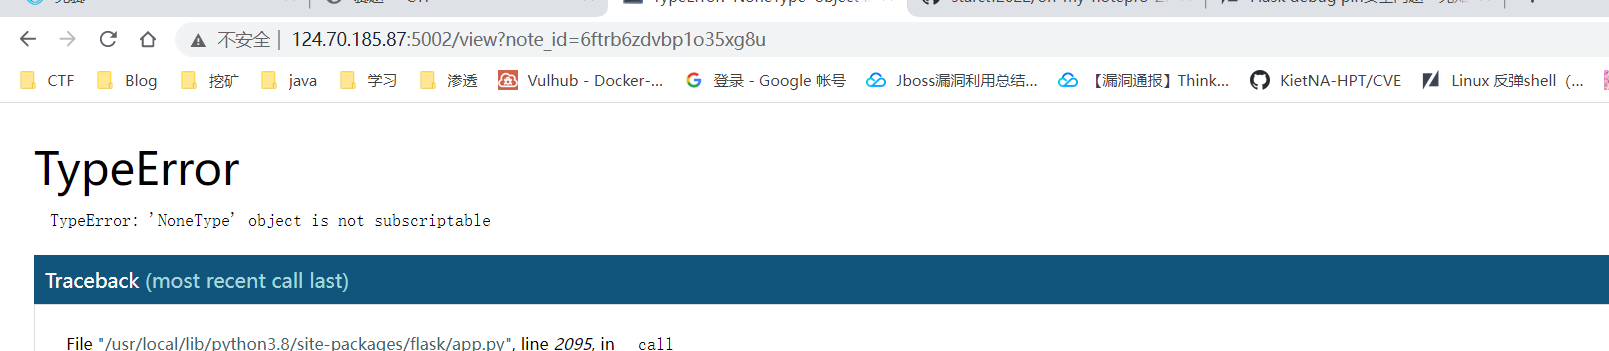 不安全 | 124.70.185.87:5002/view?note_id=6ftrb6zdvbp1o35xg8u
CTF Blog 挖矿 java 学习 渗透 Vulhub - Docker-... 登录 - Google 帐号 Jboss漏洞利用总结... 【漏洞通报】Think... KietNA-HPT/CVE Linux 反弹shell (...
TypeError
TypeError: 'NoneType' object is not subscriptable
Traceback (most recent call last)
File "/usr/local/lib/python3.8/site-packages/flask/app.py", line 2095, in __call__